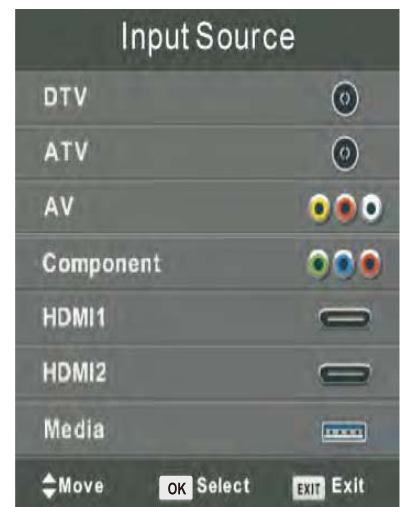 Input Source
DTV
ATV
AV
Component
HDMI1
HDMI2
Media
Move OK Select EXIT Exit